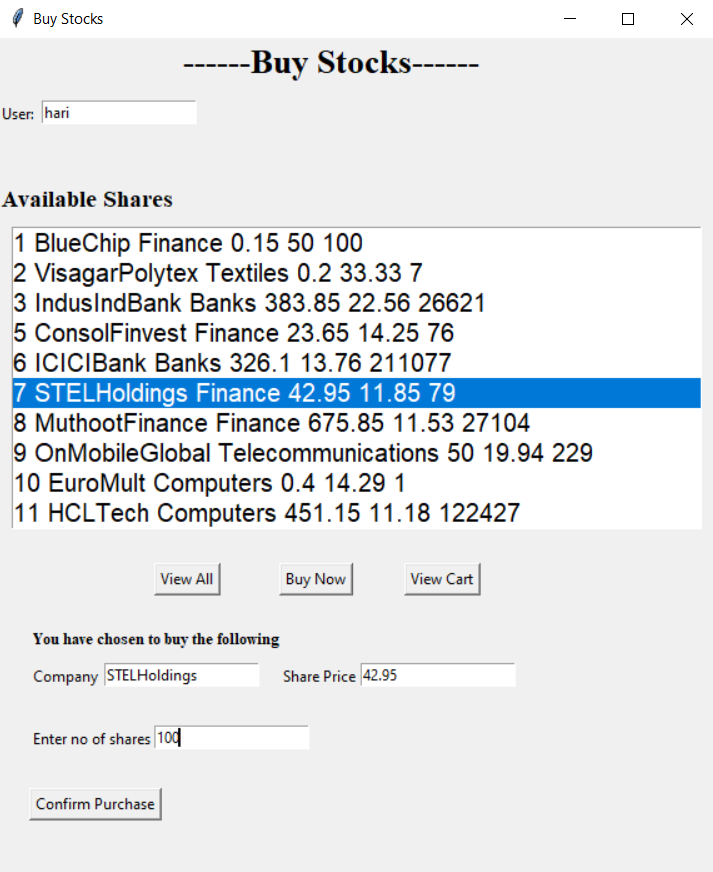 Buy Stocks
------Buy Stocks------
User: hari
Available Shares
1 BlueChip Finance 0.15 50 100
2 VisagarPolytex Textiles 0.2 33.33 7
3 IndusIndBank Banks 383.85 22.56 26621
5 ConsolFinvest Finance 23.65 14.25 76
6 ICICIBank Banks 326.1 13.76 211077
7 STELHoldings Finance 42.95 11.85 79
8 MuthootFinance Finance 675.85 11.53 27104
9 OnMobileGlobal Telecommunications 50 19.94 229
10 EuroMult Computers 0.4 14.29 1
11 HCLTech Computers 451.15 11.18 122427
View All Buy Now View Cart
You have chosen to buy the following
Company STELHoldings Share Price 42.95
Enter no of shares 100
Confirm Purchase